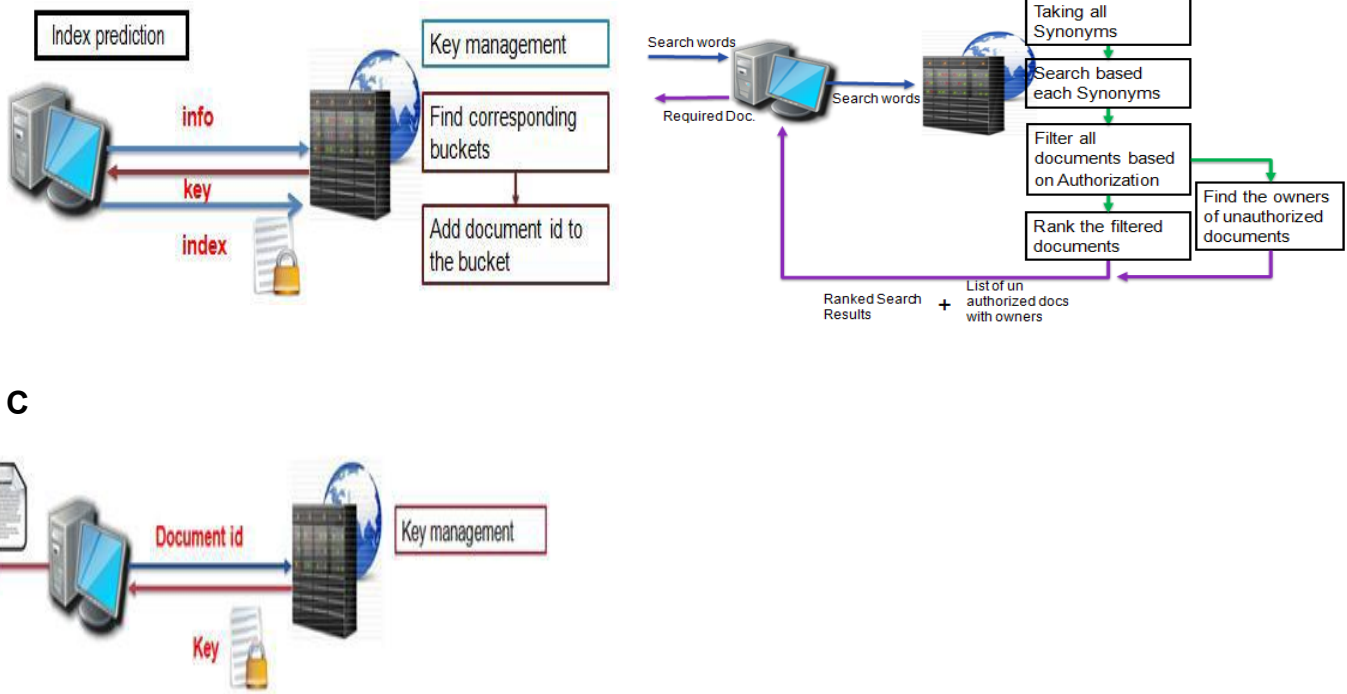 Index prediction
info
key
index
Key management
Find corresponding
buckets
Add document id to
the bucket
Search words
Required Doc.
Search words
Taking all
Synonyms
Search based
each Synonyms
Filter all
documents based
on Authorization
Rank the filtered
documents
Find the owners
of unauthorized
documents
Ranked Search
Results
+
List of un
authorized docs
with owners
C
Document id
Key
Key management